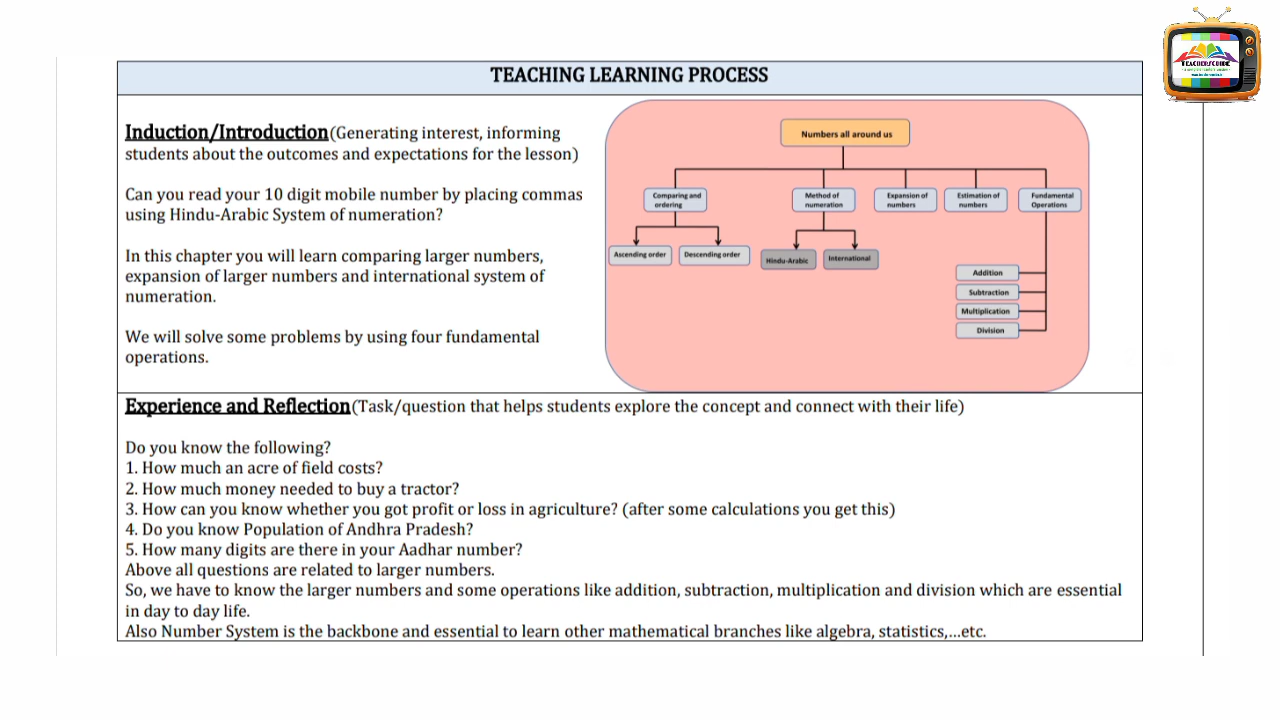 TEACHERS GUIDE
TEACHING LEARNING PROCESS
Induction/Introduction(Generating interest, informing
students about the outcomes and expectations for the lesson)
Can you read your 10 digit mobile number by placing commas
using Hindu-Arabic System of numeration?
In this chapter you will learn comparing larger numbers,
expansion of larger numbers and international system of
numeration.
We will solve some problems by using four fundamental
operations.
Numbers all around us
Comparing and
ordering
Method of
numeration
Expansion of
numbers
Estimation of
numbers
Fundamental
Operations
Ascending order
Descending order
Hindu-Arabic
International
Addition
Subtraction
Multiplication
Division
Experience and Reflection(Task/question that helps students explore the concept and connect with their life)
Do you know the following?
1. How much an acre of field costs?
2. How much money needed to buy a tractor?
3. How can you know whether you got profit or loss in agriculture? (after some calculations you get this)
4. Do you know Population of Andhra Pradesh?
5. How many digits are there in your Aadhar number?
Above all questions are related to larger numbers.
So, we have to know the larger numbers and some operations like addition, subtraction, multiplication and division which are essential
in day to day life.
Also Number System is the backbone and essential to learn other mathematical branches like algebra, statistics,...etc.